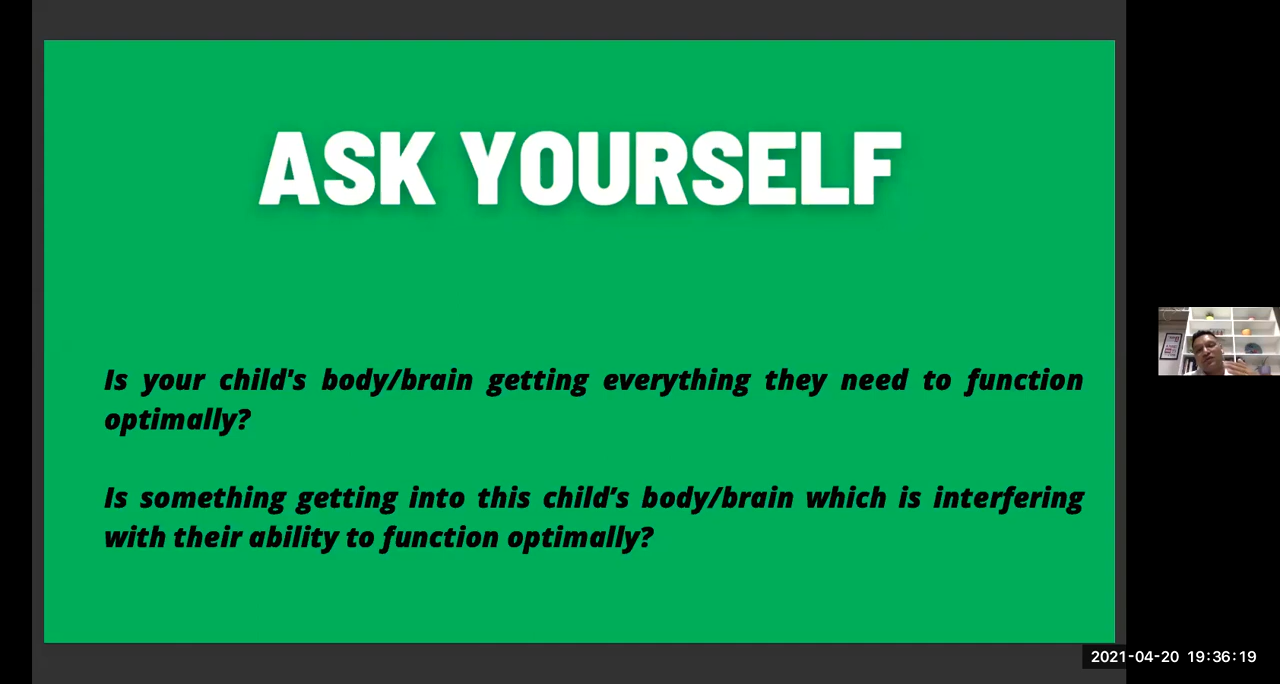 ASK YOURSELF
Is your child's body/brain getting everything they need to function
optimally?
Is something getting into this child’s body/brain which is interfering
with their ability to function optimally?
2021-04-20 19:36:19